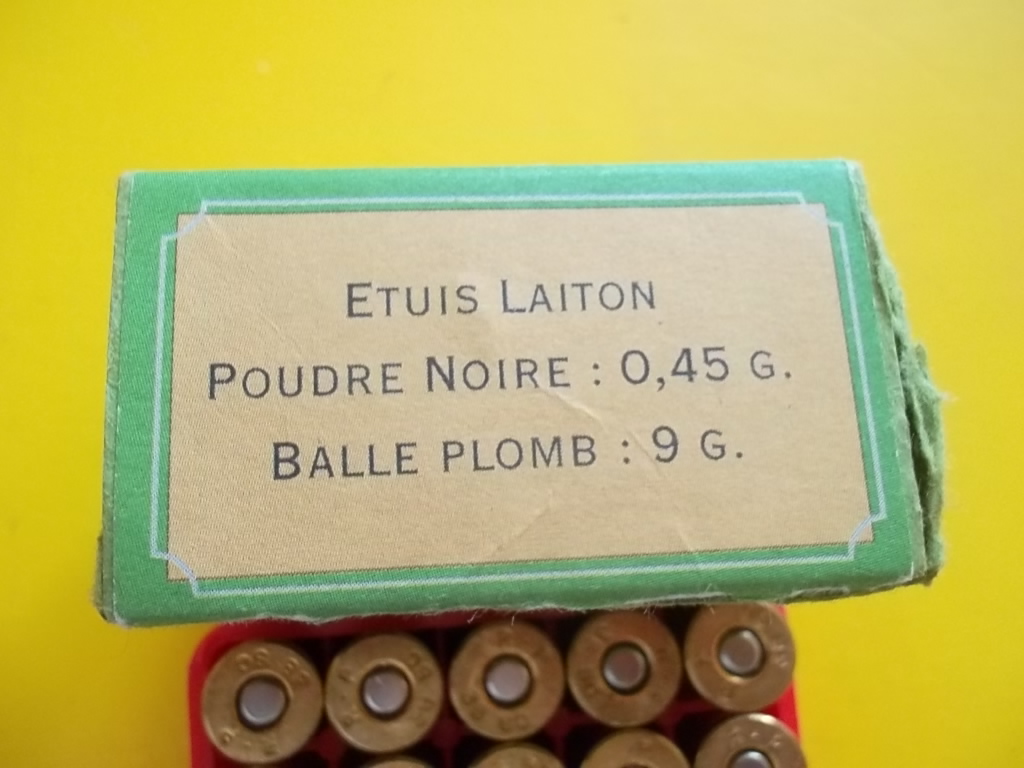 ETUIS LAITON
POUDRE NOIRE : 0,45 G.
BALLE PLOMB : 9 G.